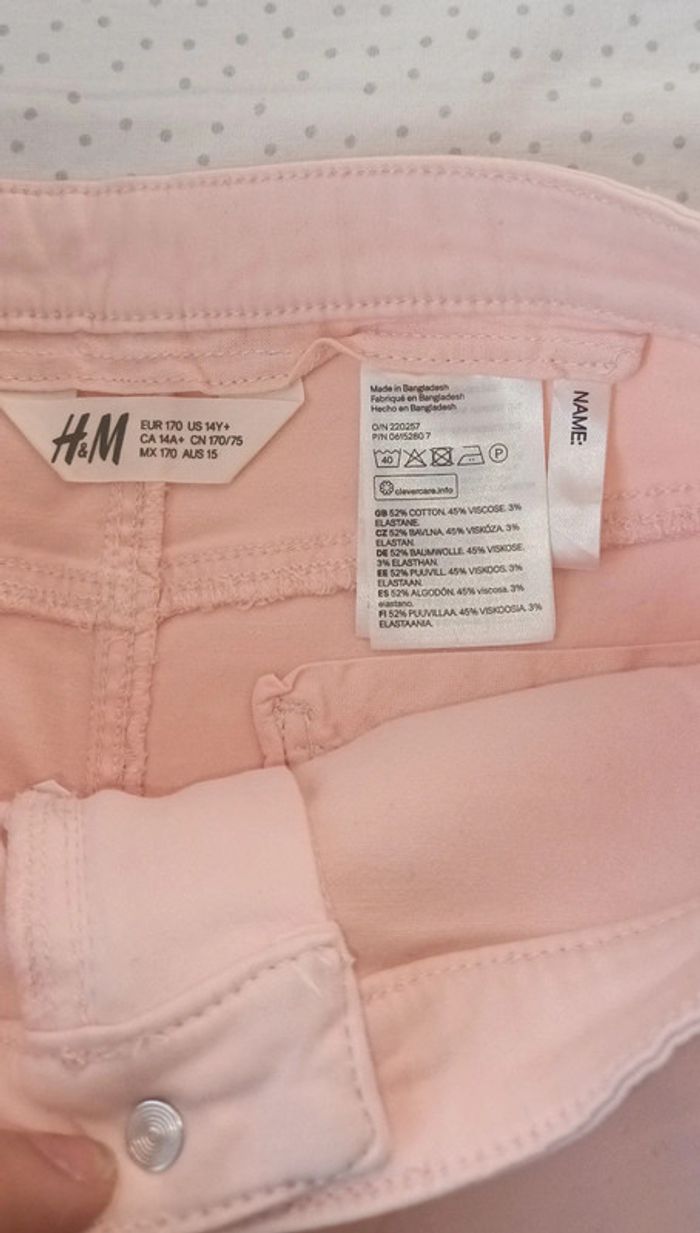 H&M
EUR 170 US 14Y+
CA 14A+ CN 170/75
MX 170 AUS 15
Made in Bangladesh
Fabriqué en Bangladesh
Hecho en Bangladesh
O/N 220257
P/N 0615280 7
40 P
clevercare.info
GB 52% COTTON. 45% VISCOSE. 3%
ELASTANE.
CZ 52% BAVLNA. 45% VISKÓZA. 3%
ELASTAN.
DE 52% BAUMWOLLE. 45% VISKOSE.
3% ELASTHAN.
EE 52% PUUVILL. 45% VISKOOS. 3%
ELASTAAN.
ES 52% ALGODÓN. 45% viscosa. 3%
elastano.
FI 52% PUUVILLAA. 45% VISKOOSIA. 3%
ELASTAANIA.
NAME: